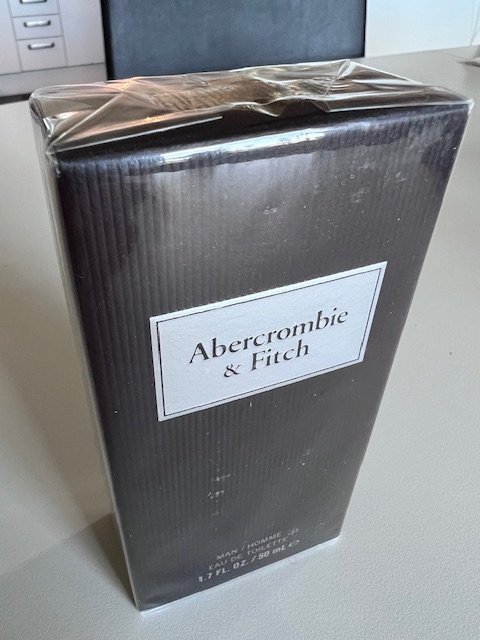 Abercrombie
& Fitch
MAN / HOMME
EAU DE TOILETTE
1.7 FL. OZ. / 50 mL ℮